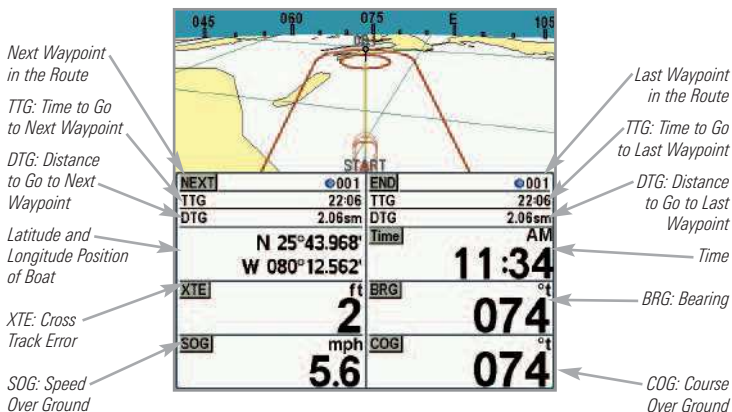 045 060 075 E 105
001
START
Next Waypoint
in the Route
TTG: Time to Go
to Next Waypoint
DTG: Distance
to Go to Next
Waypoint
Latitude and
Longitude Position
of Boat
XTE: Cross
Track Error
SOG: Speed
Over Ground
NEXT 001
TTG 22:06
DTG 2.06sm
N 25°43.968'
W 080°12.562'
XTE ft
2
SOG mph
5.6
END 001
TTG 22:06
DTG 2.06sm
Time AM
11:34
BRG °t
074
COG °t
074
Last Waypoint
in the Route
TTG: Time to Go
to Last Waypoint
DTG: Distance
to Go to Last
Waypoint
Time
BRG: Bearing
COG: Course
Over Ground